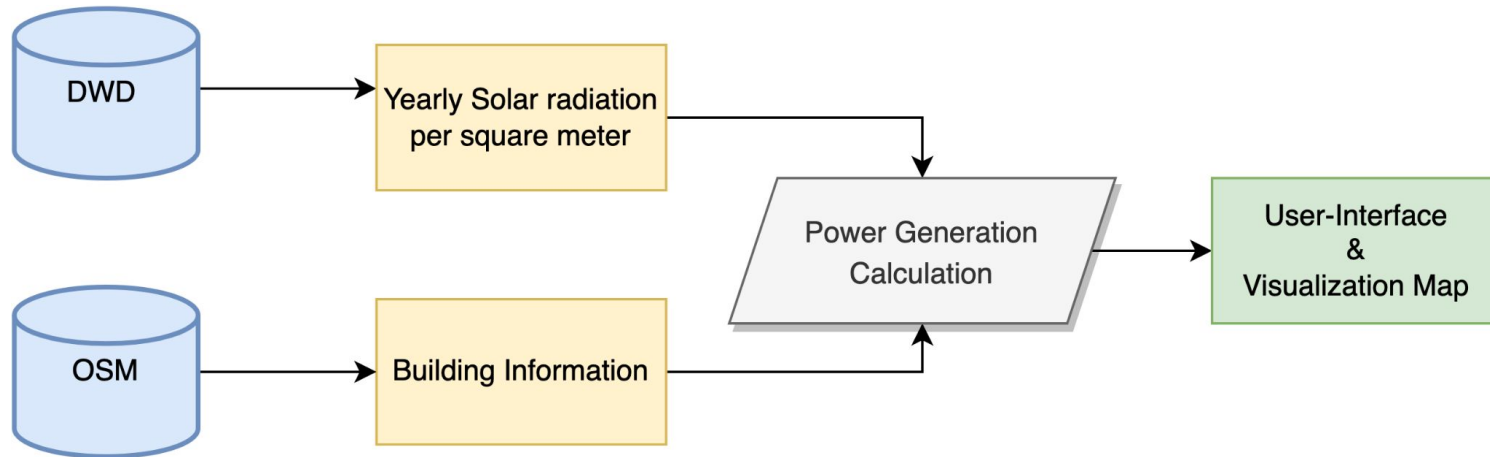 DWD
Yearly Solar radiation
per square meter
Power Generation
Calculation
User-Interface
&
Visualization Map
OSM
Building Information